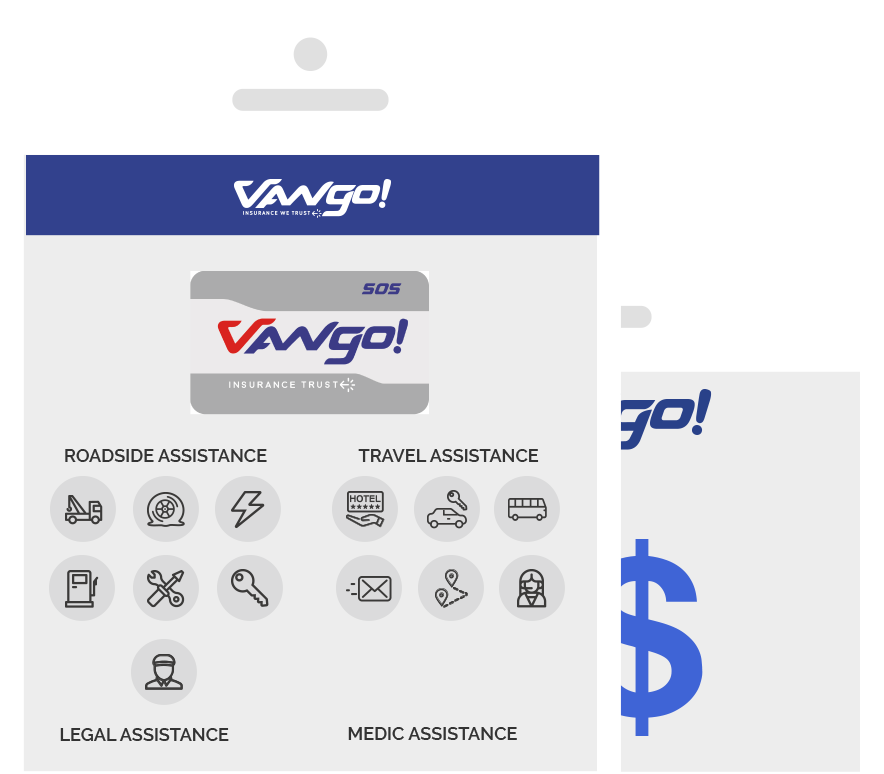 VANgo!
INSURANCE WE TRUST
SOS
VANgo!
INSURANCE TRUST
go!
ROADSIDE ASSISTANCE
TRAVEL ASSISTANCE
HOTEL
$
LEGAL ASSISTANCE
MEDIC ASSISTANCE